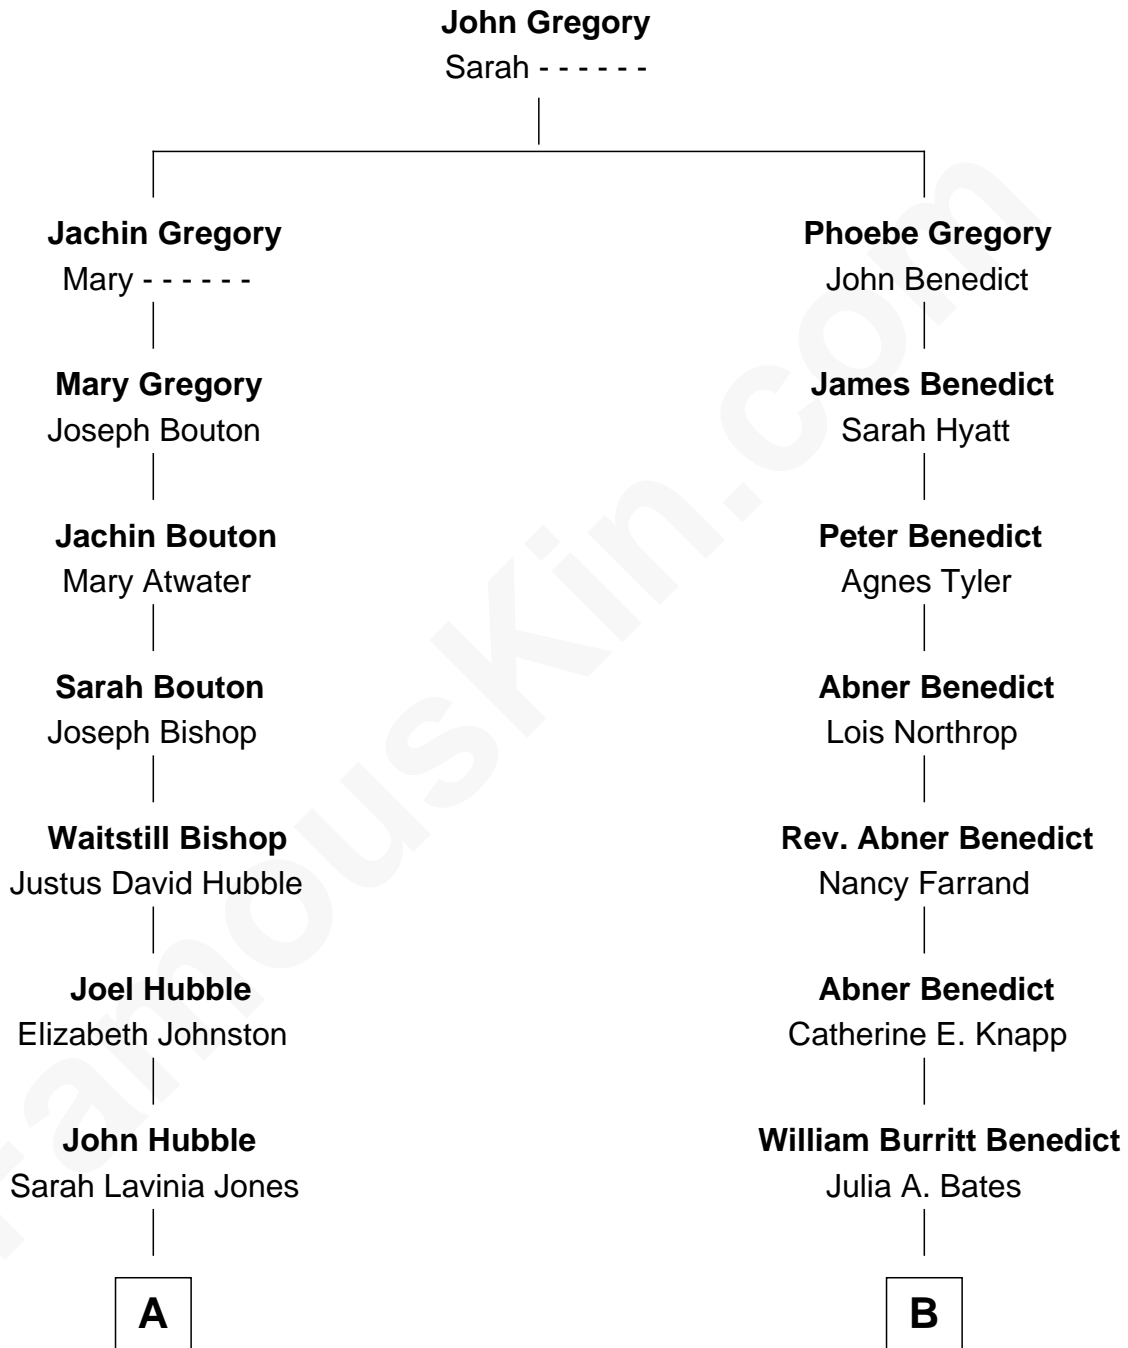 John Gregory
Sarah - - - - - -
Jachin Gregory
Mary - - - - - -
Phoebe Gregory
John Benedict
Mary Gregory
Joseph Bouton
James Benedict
Sarah Hyatt
Jachin Bouton
Mary Atwater
Peter Benedict
Agnes Tyler
Sarah Bouton
Joseph Bishop
Abner Benedict
Lois Northrop
Waitstill Bishop
Justus David Hubble
Rev. Abner Benedict
Nancy Farrand
Joel Hubble
Elizabeth Johnston
Abner Benedict
Catherine E. Knapp
John Hubble
Sarah Lavinia Jones
William Burritt Benedict
Julia A. Bates
A
B
FamousKin.com